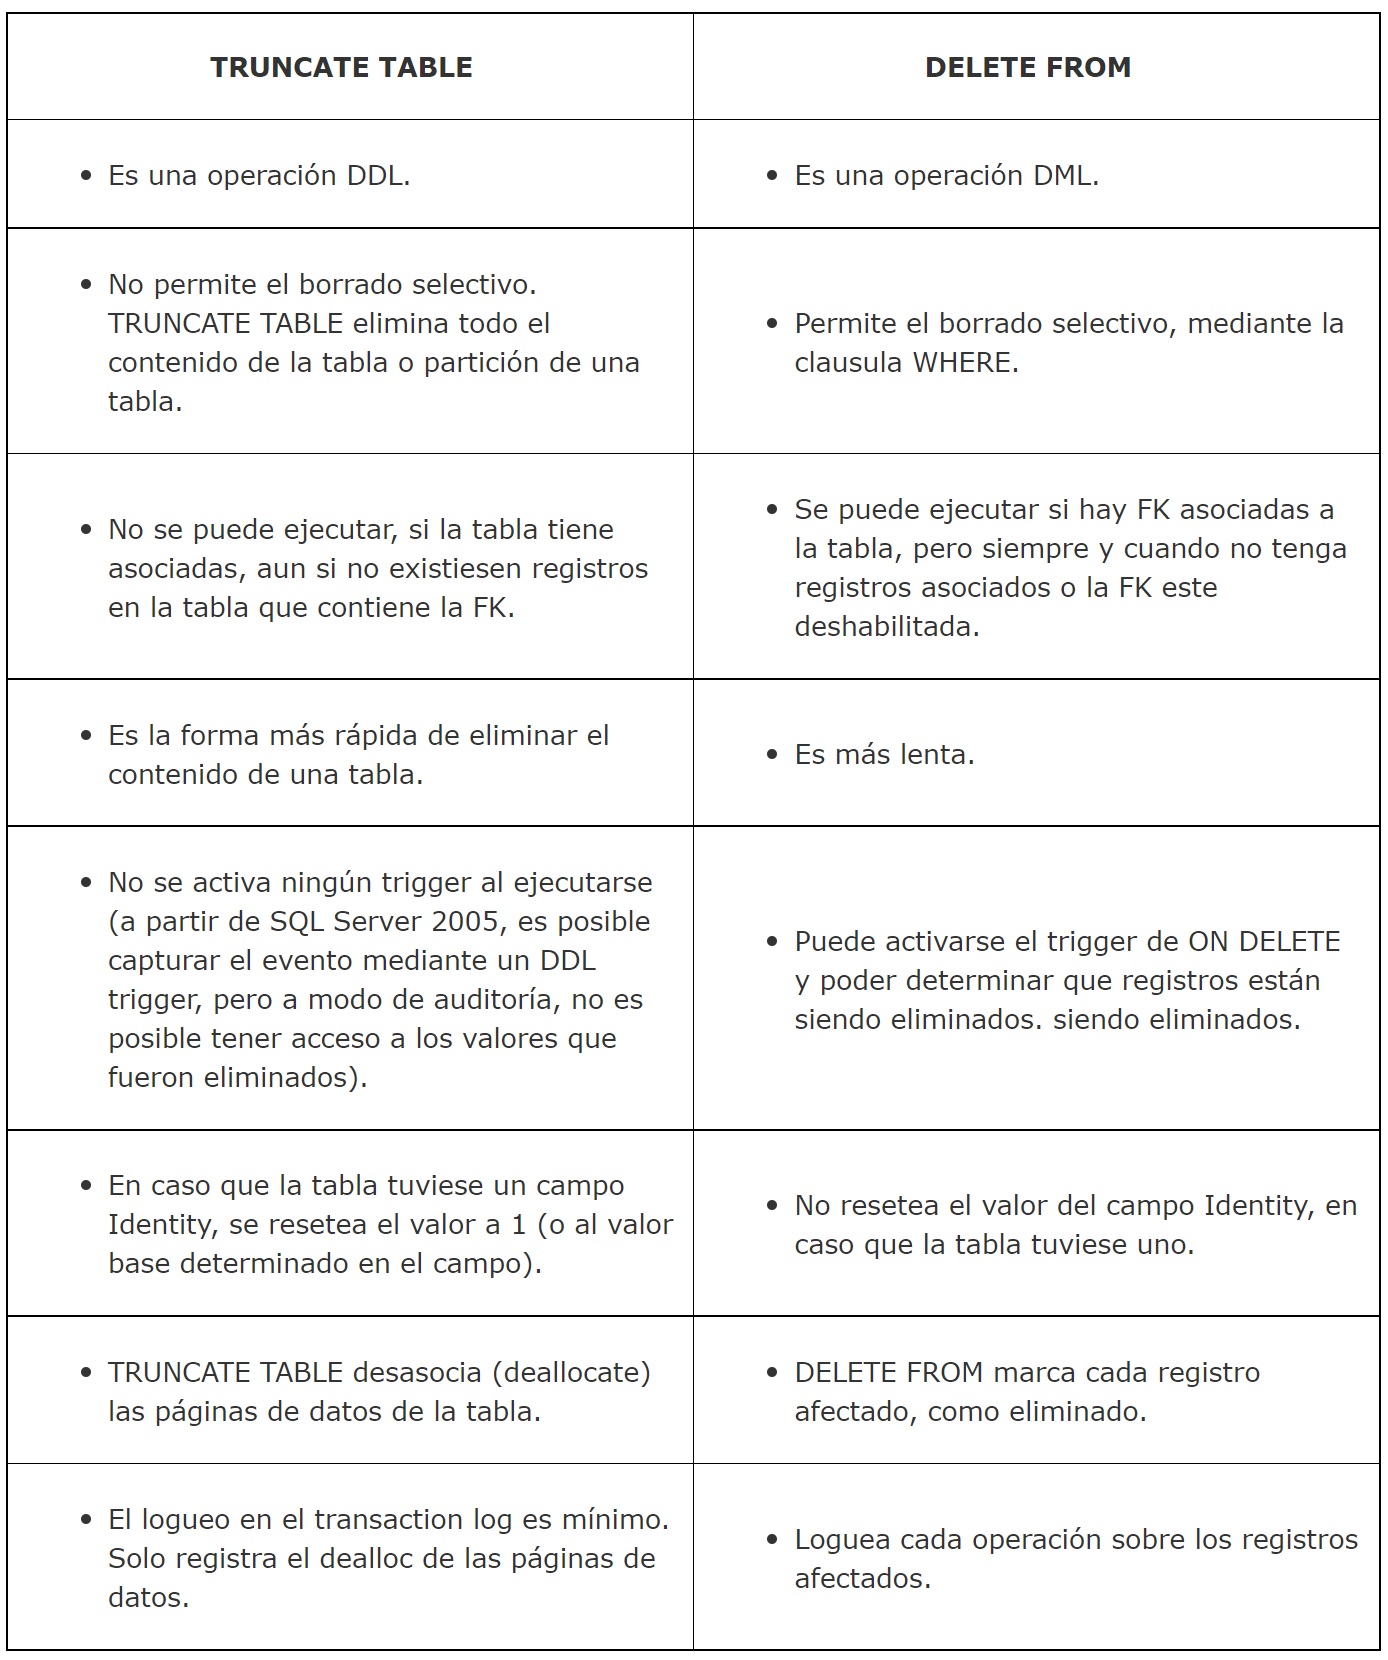 TRUNCATE TABLE
DELETE FROM
• Es una operación DDL.
• Es una operación DML.
• No permite el borrado selectivo.
TRUNCATE TABLE elimina todo el
contenido de la tabla o partición de una
tabla.
• Permite el borrado selectivo, mediante la
clausula WHERE.
• No se puede ejecutar, si la tabla tiene
asociadas, aun si no existiesen registros
en la tabla que contiene la FK.
• Se puede ejecutar si hay FK asociadas a
la tabla, pero siempre y cuando no tenga
registros asociados o la FK este
deshabilitada.
• Es la forma más rápida de eliminar el
contenido de una tabla.
• Es más lenta.
• No se activa ningún trigger al ejecutarse
(a partir de SQL Server 2005, es posible
capturar el evento mediante un DDL
trigger, pero a modo de auditoría, no es
posible tener acceso a los valores que
fueron eliminados).
• Puede activarse el trigger de ON DELETE
y poder determinar que registros están
siendo eliminados. siendo eliminados.
• En caso que la tabla tuviese un campo
Identity, se resetea el valor a 1 (o al valor
base determinado en el campo).
• No resetea el valor del campo Identity, en
caso que la tabla tuviese uno.
• TRUNCATE TABLE desasocia (deallocate)
las páginas de datos de la tabla.
• DELETE FROM marca cada registro
afectado, como eliminado.
• El logueo en el transaction log es mínimo.
Solo registra el dealloc de las páginas de
datos.
• Loguea cada operación sobre los registros
afectados.